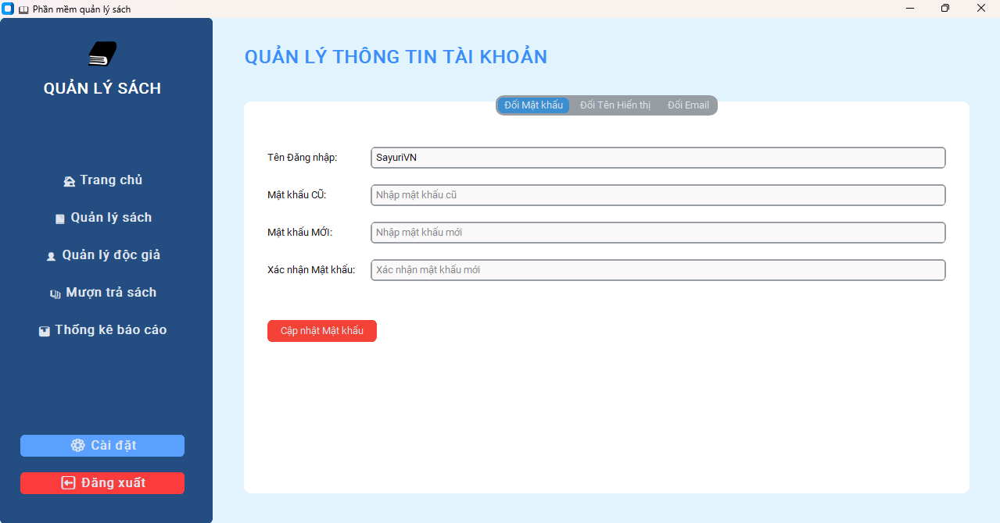 Phần mềm quản lý sách
QUẢN LÝ SÁCH
Trang chủ
Quản lý sách
Quản lý độc giả
Mượn trả sách
Thống kê báo cáo
Cài đặt
Đăng xuất
QUẢN LÝ THÔNG TIN TÀI KHOẢN
Đổi Mật khẩu
Đổi Tên Hiển thị
Đổi Email
Tên Đăng nhập:
SayuriVN
Mật khẩu CŨ:
Nhập mật khẩu cũ
Mật khẩu MỚI:
Nhập mật khẩu mới
Xác nhận Mật khẩu:
Xác nhận mật khẩu mới
Cập nhật Mật khẩu